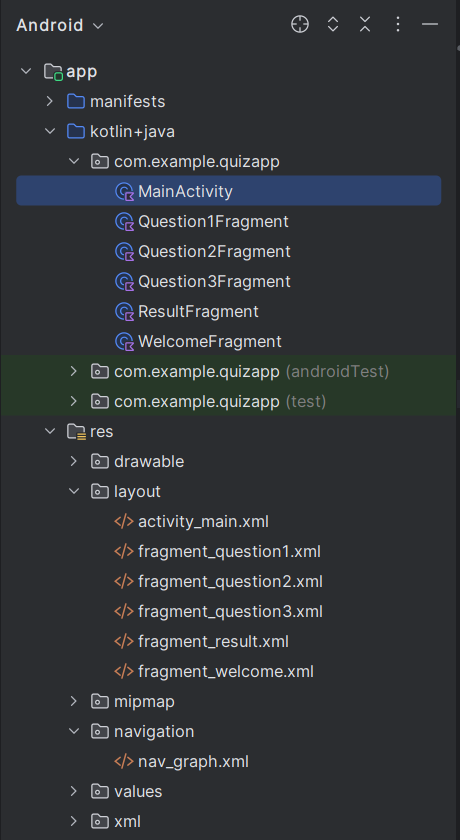 Android
app
manifests
kotlin+java
com.example.quizapp
MainActivity
Question1Fragment
Question2Fragment
Question3Fragment
ResultFragment
WelcomeFragment
com.example.quizapp (androidTest)
com.example.quizapp (test)
res
drawable
layout
activity_main.xml
fragment_question1.xml
fragment_question2.xml
fragment_question3.xml
fragment_result.xml
fragment_welcome.xml
mipmap
navigation
nav_graph.xml
values
xml